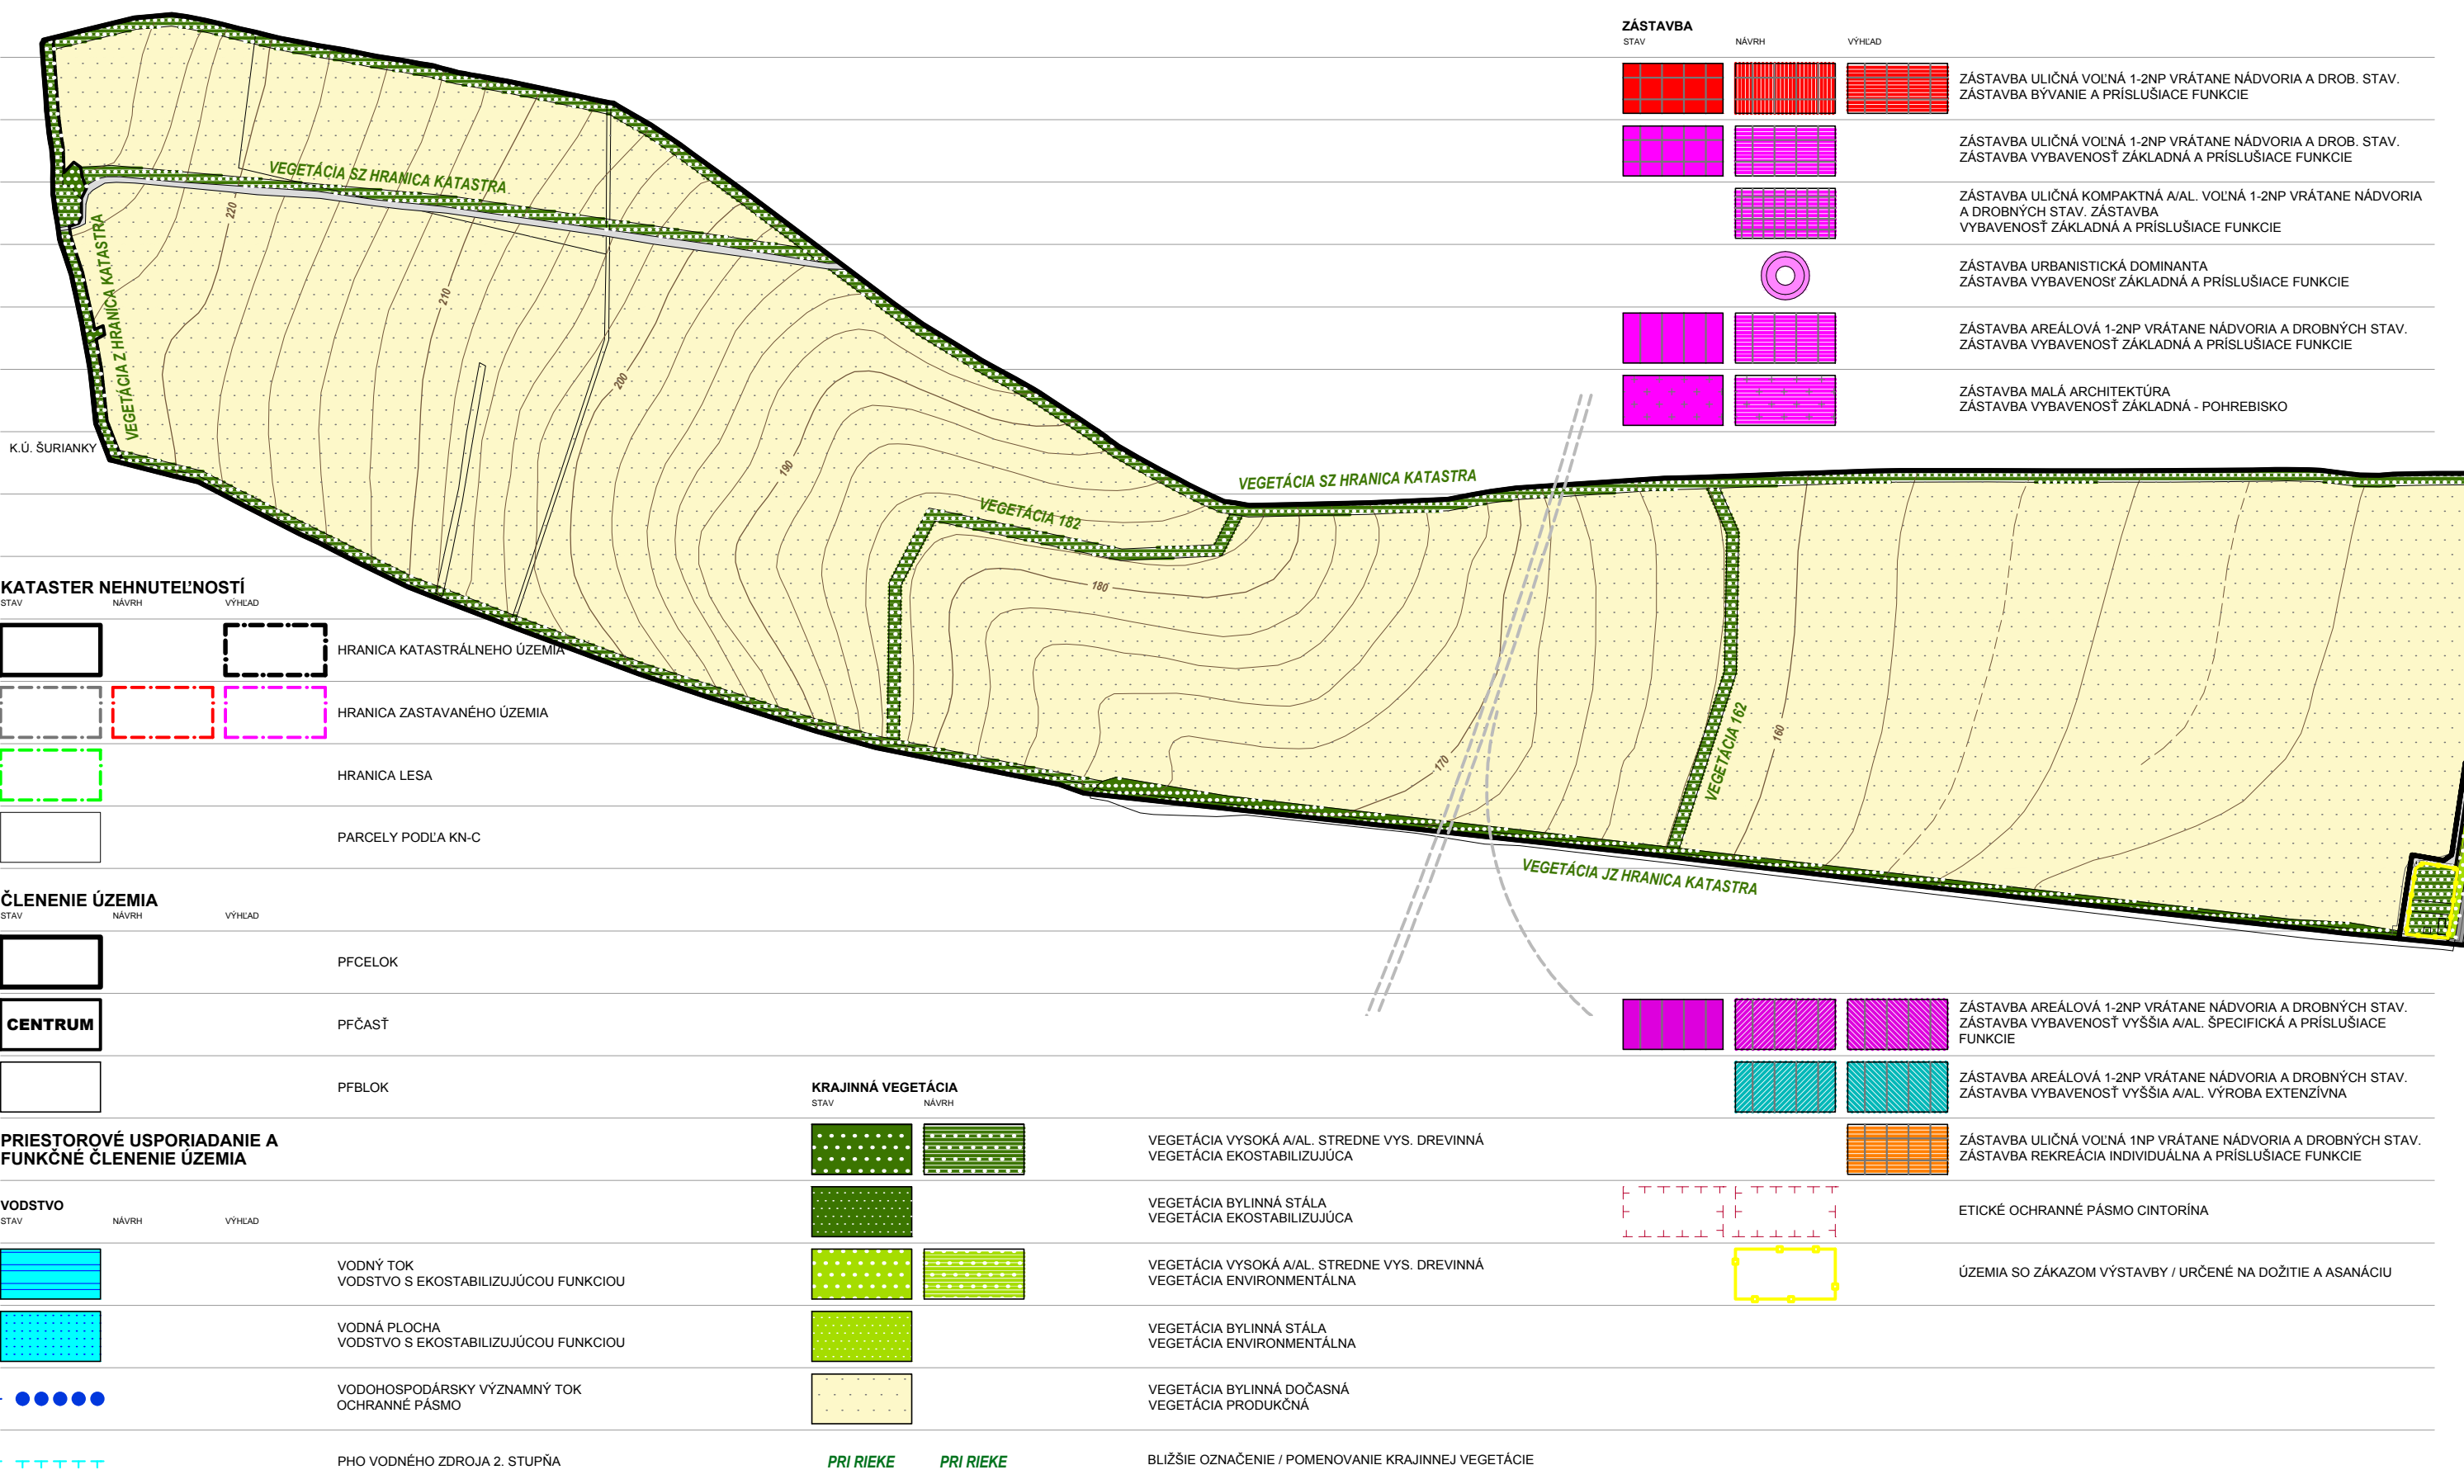 ZÁSTAVBA
STAV NÁVRH VÝHĽAD
ZÁSTAVBA ULIČNÁ VOĽNÁ 1-2NP VRÁTANE NÁDVORIA A DROB. STAV.
ZÁSTAVBA BÝVANIE A PRÍSLUŠIACE FUNKCIE
ZÁSTAVBA ULIČNÁ VOĽNÁ 1-2NP VRÁTANE NÁDVORIA A DROB. STAV.
ZÁSTAVBA VYBAVENOSŤ ZÁKLADNÁ A PRÍSLUŠIACE FUNKCIE
ZÁSTAVBA ULIČNÁ KOMPAKTNÁ A/AL. VOĽNÁ 1-2NP VRÁTANE NÁDVORIA
A DROBNÝCH STAV. ZÁSTAVBA
VYBAVENOSŤ ZÁKLADNÁ A PRÍSLUŠIACE FUNKCIE
ZÁSTAVBA URBANISTICKÁ DOMINANTA
ZÁSTAVBA VYBAVENOSť ZÁKLADNÁ A PRÍSLUŠIACE FUNKCIE
ZÁSTAVBA AREÁLOVÁ 1-2NP VRÁTANE NÁDVORIA A DROBNÝCH STAV.
ZÁSTAVBA VYBAVENOSŤ ZÁKLADNÁ A PRÍSLUŠIACE FUNKCIE
ZÁSTAVBA MALÁ ARCHITEKTÚRA
ZÁSTAVBA VYBAVENOSŤ ZÁKLADNÁ - POHREBISKO
VEGETÁCIA SZ HRANICA KATASTRA
220
VEGETÁCIA Z HRANICA KATASTRA
210
200
190
K.Ú. ŠURIANKY
VEGETÁCIA SZ HRANICA KATASTRA
VEGETÁCIA 182
180
170
VEGETÁCIA 162
160
VEGETÁCIA JZ HRANICA KATASTRA
KATASTER NEHNUTEĽNOSTÍ
STAV NÁVRH VÝHĽAD
HRANICA KATASTRÁLNEHO ÚZEMIA
HRANICA ZASTAVANÉHO ÚZEMIA
HRANICA LESA
PARCELY PODĽA KN-C
ČLENENIE ÚZEMIA
STAV NÁVRH VÝHĽAD
PFCELOK
CENTRUM PFČASŤ
PFBLOK
PRIESTOROVÉ USPORIADANIE A
FUNKČNÉ ČLENENIE ÚZEMIA
VODSTVO
STAV NÁVRH VÝHĽAD
VODNÝ TOK
VODSTVO S EKOSTABILIZUJÚCOU FUNKCIOU
VODNÁ PLOCHA
VODSTVO S EKOSTABILIZUJÚCOU FUNKCIOU
VODOHOSPODÁRSKY VÝZNAMNÝ TOK
OCHRANNÉ PÁSMO
PHO VODNÉHO ZDROJA 2. STUPŇA
KRAJINNÁ VEGETÁCIA
STAV NÁVRH
VEGETÁCIA VYSOKÁ A/AL. STREDNE VYS. DREVINNÁ
VEGETÁCIA EKOSTABILIZUJÚCA
VEGETÁCIA BYLINNÁ STÁLA
VEGETÁCIA EKOSTABILIZUJÚCA
VEGETÁCIA VYSOKÁ A/AL. STREDNE VYS. DREVINNÁ
VEGETÁCIA ENVIRONMENTÁLNA
VEGETÁCIA BYLINNÁ STÁLA
VEGETÁCIA ENVIRONMENTÁLNA
VEGETÁCIA BYLINNÁ DOČASNÁ
VEGETÁCIA PRODUKČNÁ
PRI RIEKE PRI RIEKE BLIŽŠIE OZNAČENIE / POMENOVANIE KRAJINNEJ VEGETÁCIE
ZÁSTAVBA AREÁLOVÁ 1-2NP VRÁTANE NÁDVORIA A DROBNÝCH STAV.
ZÁSTAVBA VYBAVENOSŤ VYŠŠIA A/AL. ŠPECIFICKÁ A PRÍSLUŠIACE
FUNKCIE
ZÁSTAVBA AREÁLOVÁ 1-2NP VRÁTANE NÁDVORIA A DROBNÝCH STAV.
ZÁSTAVBA VYBAVENOSŤ VYŠŠIA A/AL. VÝROBA EXTENZÍVNA
ZÁSTAVBA ULIČNÁ VOĽNÁ 1NP VRÁTANE NÁDVORIA A DROBNÝCH STAV.
ZÁSTAVBA REKREÁCIA INDIVIDUÁLNA A PRÍSLUŠIACE FUNKCIE
ETICKÉ OCHRANNÉ PÁSMO CINTORÍNA
ÚZEMIA SO ZÁKAZOM VÝSTAVBY / URČENÉ NA DOŽITIE A ASANÁCIU